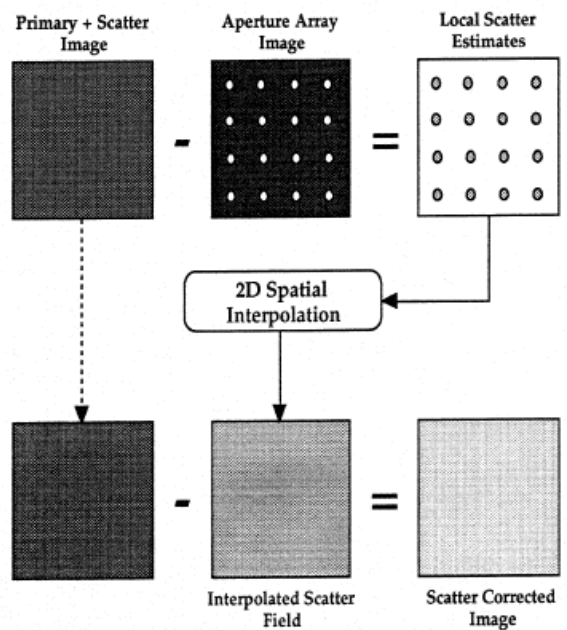 Primary + Scatter
Image
Aperture Array
Image
Local Scatter
Estimates
-
=
2D Spatial
Interpolation
-
=
Interpolated Scatter
Field
Scatter Corrected
Image